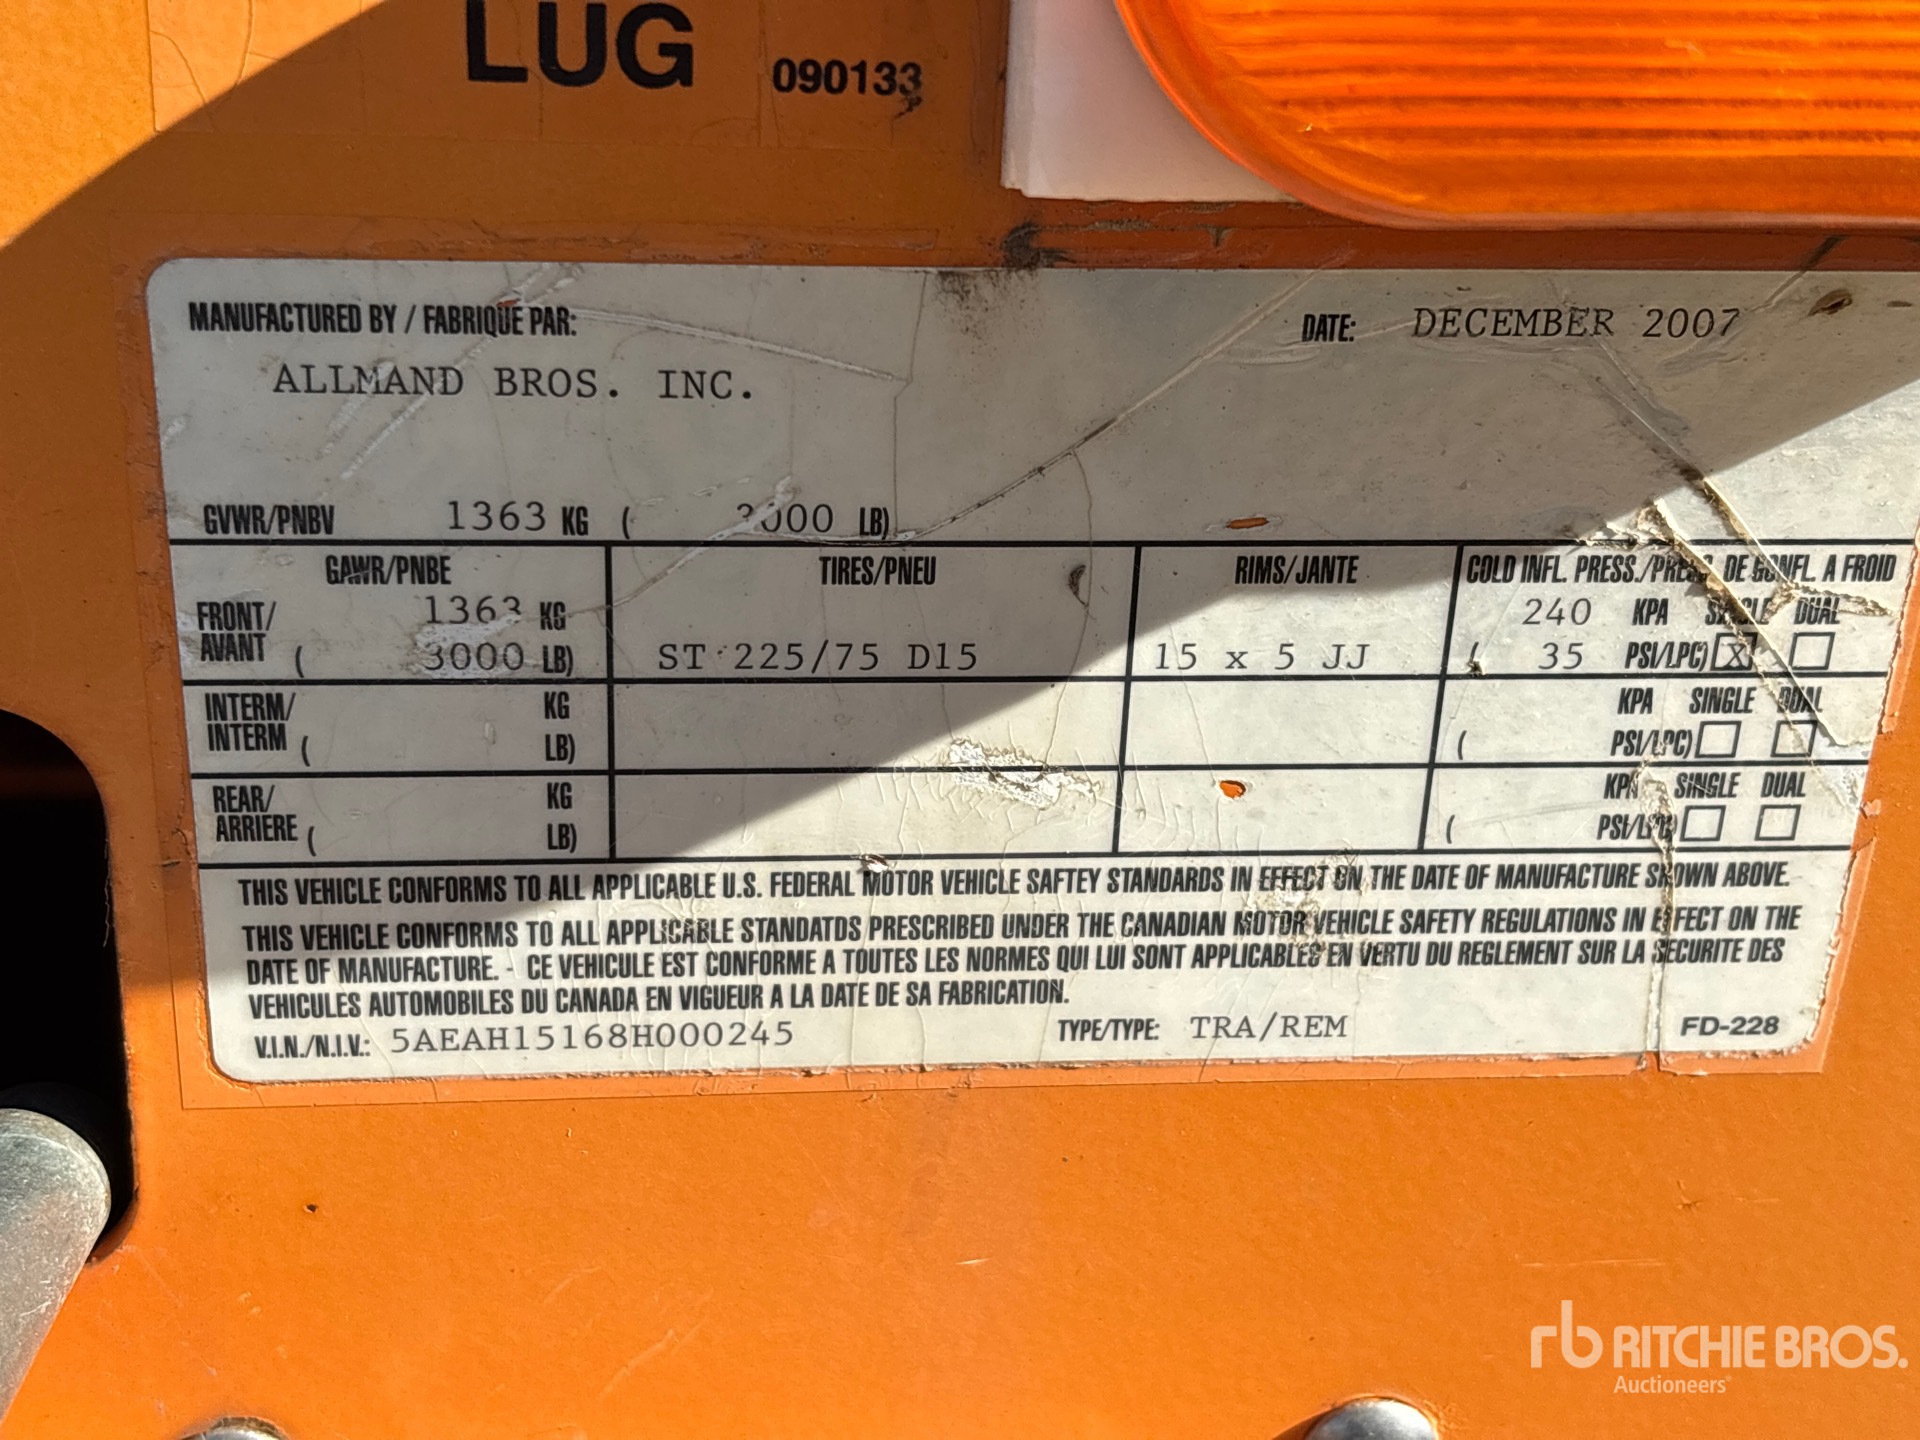 LUG 090133
MANUFACTURED BY / FABRIQUE PAR: DATE: DECEMBER 2007
ALLMAND BROS. INC.
GVWR/PNBV 1363 KG ( 3000 LB)
GAWR/PNBE TIRES/PNEU RIMS/JANTE COLD INFL. PRESS./PRESS. DE GONFL. A FROID
FRONT/ 1363 KG 240 KPA SINGLE DUAL
AVANT ( 3000 LB) ST 225/75 D15 15 x 5 JJ ( 35 PSI/LPC) X
INTERM/ KG KPA SINGLE DUAL
INTERM ( LB) ( PSI/LPC)
REAR/ KG KPA SINGLE DUAL
ARRIERE ( LB) ( PSI/LPC)
THIS VEHICLE CONFORMS TO ALL APPLICABLE U.S. FEDERAL MOTOR VEHICLE SAFTEY STANDARDS IN EFFECT ON THE DATE OF MANUFACTURE SHOWN ABOVE.
THIS VEHICLE CONFORMS TO ALL APPLICABLE STANDATDS PRESCRIBED UNDER THE CANADIAN MOTOR VEHICLE SAFETY REGULATIONS IN EFFECT ON THE
DATE OF MANUFACTURE. - CE VEHICULE EST CONFORME A TOUTES LES NORMES QUI LUI SONT APPLICABLES EN VERTU DU REGLEMENT SUR LA SECURITE DES
VEHICULES AUTOMOBILES DU CANADA EN VIGUEUR A LA DATE DE SA FABRICATION.
V.I.N./N.I.V.: 5AEAH15168H000245 TYPE/TYPE: TRA/REM FD-228
rb RITCHIE BROS.
Auctioneers